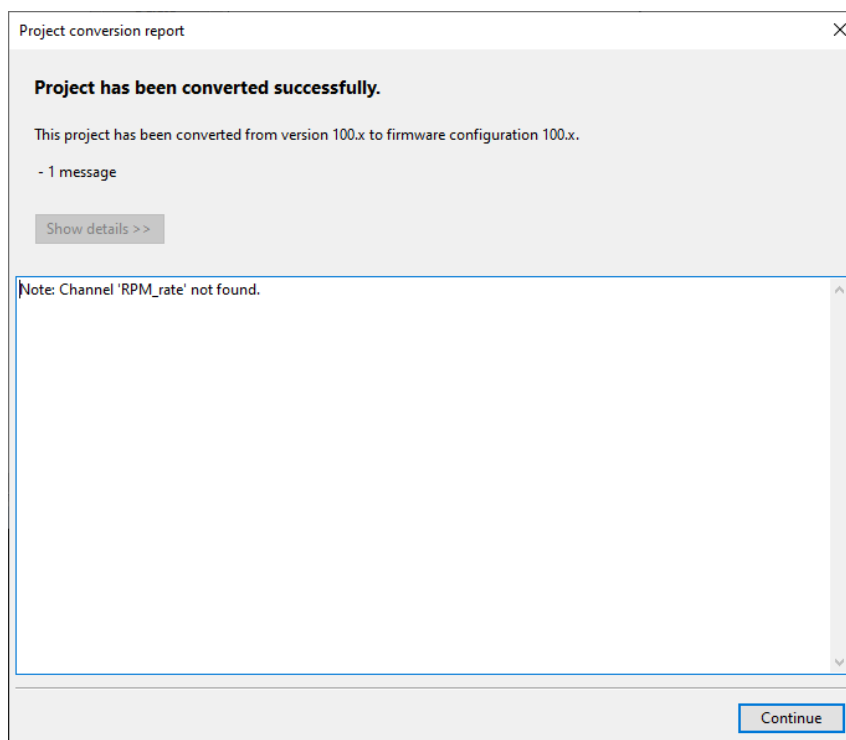 Project conversion report
Project has been converted successfully.
This project has been converted from version 100.x to firmware configuration 100.x.
- 1 message
Show details >>
Note: Channel 'RPM_rate' not found.
Continue